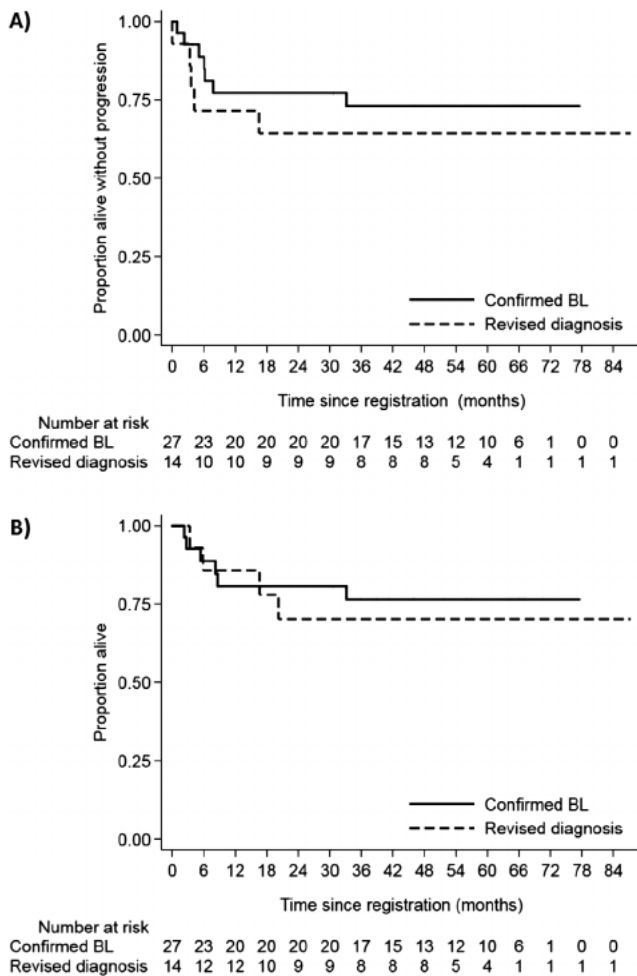 A)
1.00
0.75
0.50
0.25
0.00
Proportion alive without progression
Confirmed BL
Revised diagnosis
0 6 12 18 24 30 36 42 48 54 60 66 72 78 84
Time since registration (months)
Number at risk
Confirmed BL 27 23 20 20 20 20 17 15 13 12 10 6 1 0 0
Revised diagnosis 14 10 10 9 9 9 8 8 8 5 4 1 1 1 1
B)
1.00
0.75
0.50
0.25
0.00
Proportion alive
Confirmed BL
Revised diagnosis
0 6 12 18 24 30 36 42 48 54 60 66 72 78 84
Time since registration (months)
Number at risk
Confirmed BL 27 23 20 20 20 20 17 15 13 12 10 6 1 0 0
Revised diagnosis 14 12 12 10 9 9 8 8 8 5 4 1 1 1 1